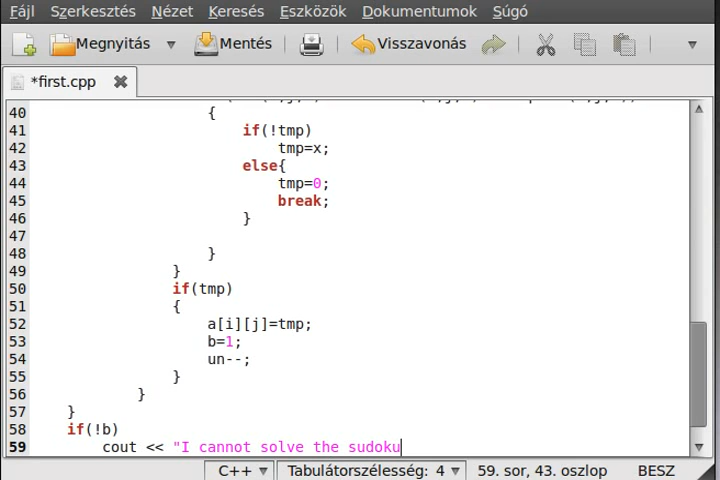 Fájl Szerkesztés Nézet Keresés Eszközök Dokumentumok Súgó
Megnyitás Mentés Visszavonás
*first.cpp
40 {
41 if(!tmp)
42 tmp=x;
43 else{
44 tmp=0;
45 break;
46 }
47
48 }
49 }
50 if(tmp)
51 {
52 a[i][j]=tmp;
53 b=1;
54 un--;
55 }
56 }
57 }
58 if(!b)
59 cout << "I cannot solve the sudoku
C++ Tabulátorszélesség: 4 59. sor, 43. oszlop BESZ